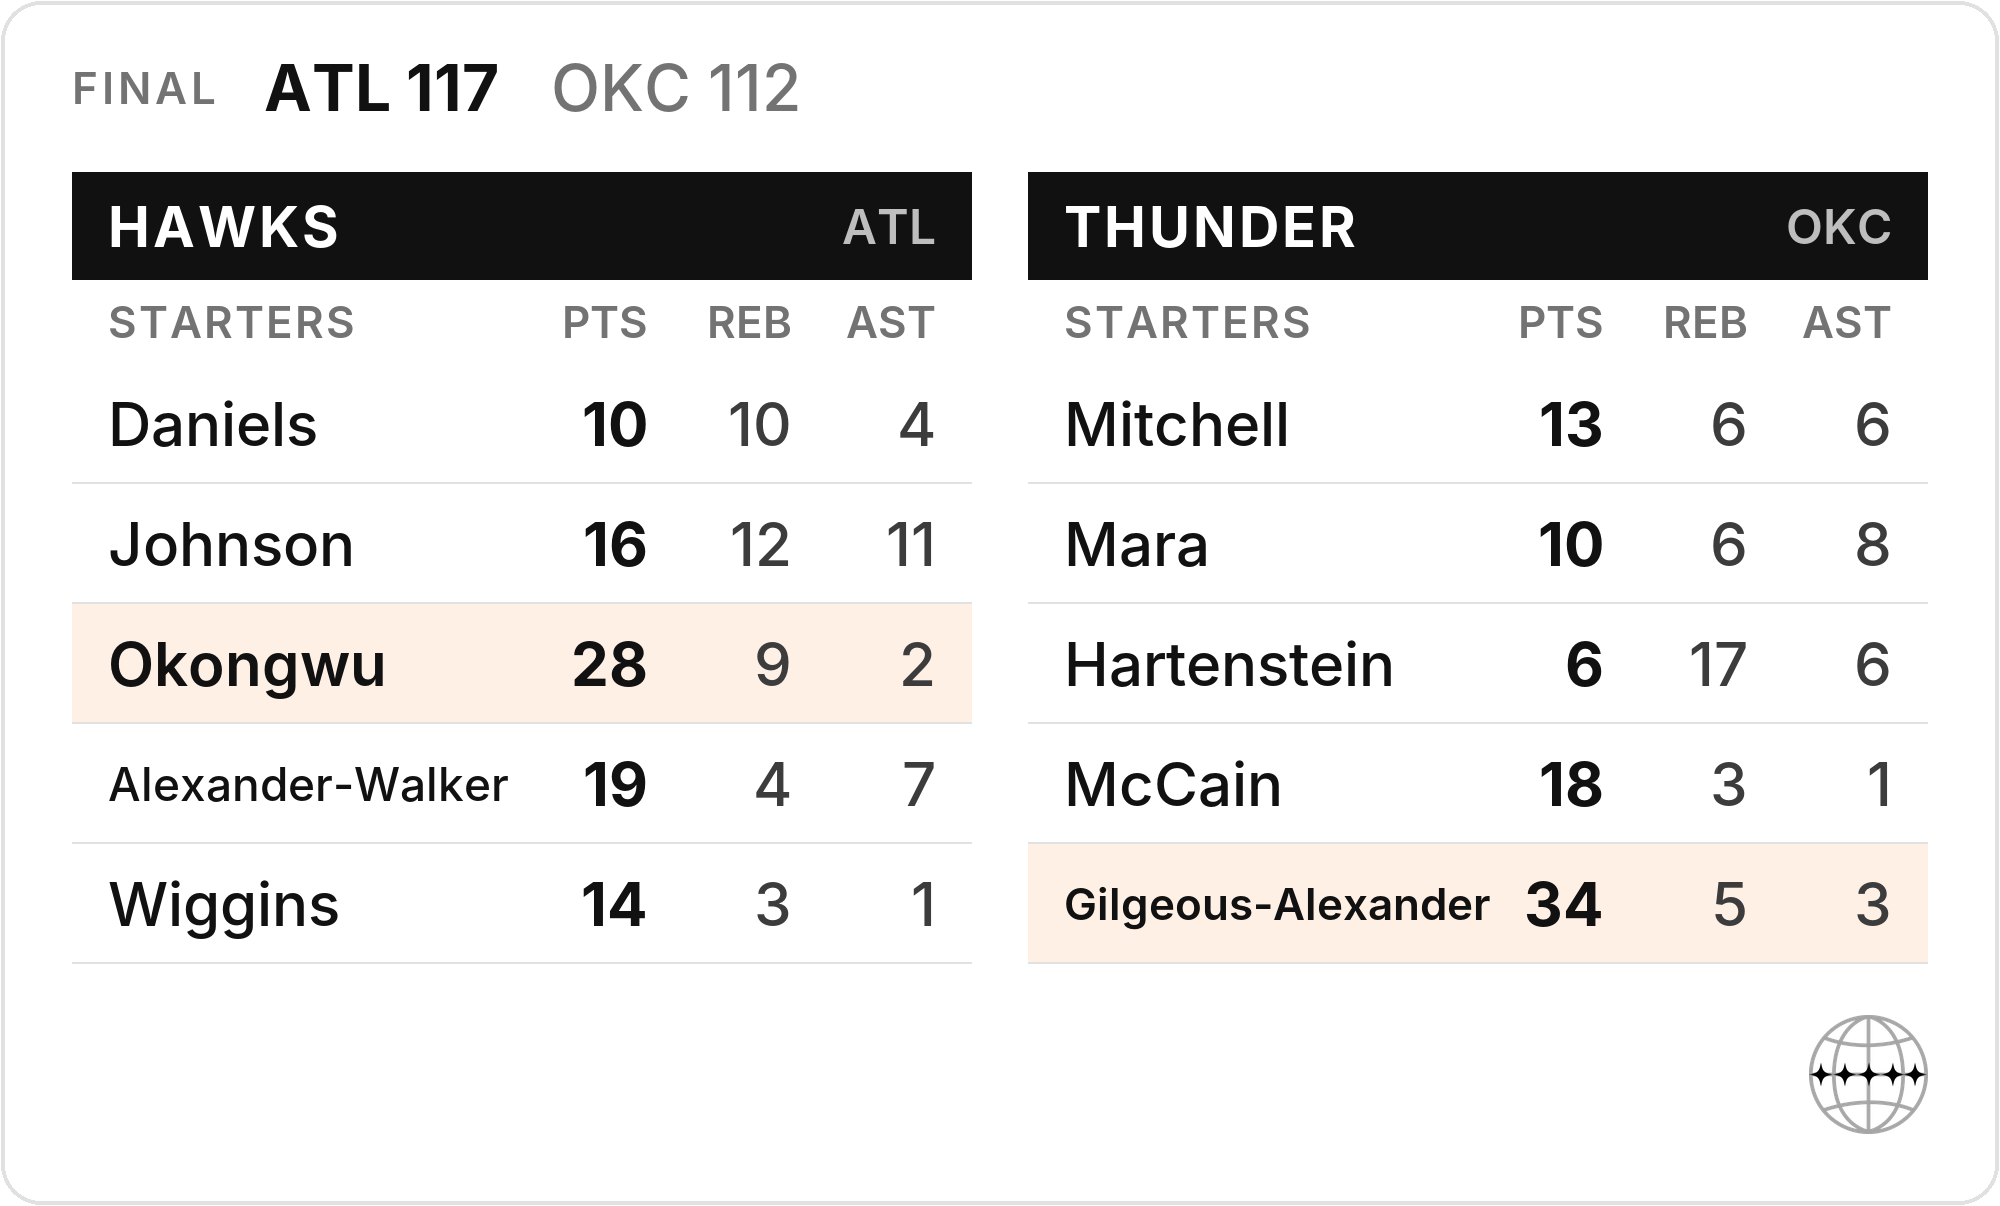 FINAL ATL 117 OKC 112
HAWKS ATL
STARTERS PTS REB AST
Daniels 10 10 4
Johnson 16 12 11
Okongwu 28 9 2
Alexander-Walker 19 4 7
Wiggins 14 3 1
THUNDER OKC
STARTERS PTS REB AST
Mitchell 13 6 6
Mara 10 6 8
Hartenstein 6 17 6
McCain 18 3 1
Gilgeous-Alexander 34 5 3